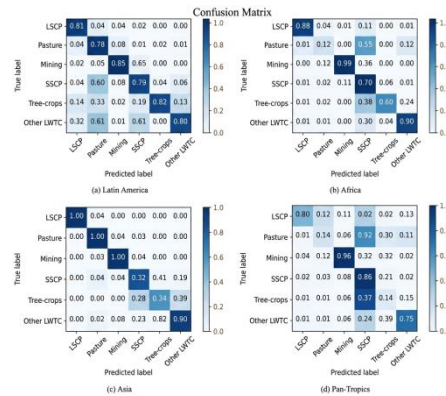 Confusion Matrix
True label
LSCP 0.81 0.04 0.04 0.02 0.00 0.00
Pasture 0.04 0.78 0.08 0.01 0.02 0.01
Mining 0.02 0.05 0.85 0.02 0.00 0.01
SSCP 0.04 0.60 0.08 0.79 0.04 0.06
Tree-crops 0.14 0.33 0.02 0.19 0.82 0.13
Other LWTC 0.32 0.61 0.01 0.61 0.00 0.80
LSCP Pasture Mining SSCP Tree-crops Other LWTC
Predicted label
1.0
0.8
0.6
0.4
0.2
0.0
(a) Latin America
True label
LSCP 0.88 0.04 0.01 0.11 0.00 0.01
Pasture 0.01 0.12 0.00 0.55 0.00 0.12
Mining 0.01 0.02 0.99 0.36 0.00 0.04
SSCP 0.00 0.01 0.00 0.70 0.01 0.06
Tree-crops 0.01 0.02 0.00 0.38 0.60 0.24
Other LWTC 0.01 0.02 0.00 0.30 0.04 0.90
LSCP Pasture Mining SSCP Tree-crops Other LWTC
Predicted label
(b) Africa
True label
LSCP 1.00 0.04 0.00 0.00 0.00 0.00
Pasture 0.00 1.00 0.04 0.00 0.00 0.00
Mining 0.00 0.04 1.00 0.04 0.00 0.00
SSCP 0.00 0.04 0.04 0.32 0.41 0.19
Tree-crops 0.00 0.00 0.00 0.28 0.34 0.39
Other LWTC 0.00 0.04 0.08 0.23 0.82 0.90
LSCP Pasture Mining SSCP Tree-crops Other LWTC
Predicted label
1.0
0.8
0.6
0.4
0.2
0.0
(c) Asia
True label
LSCP 0.80 0.12 0.11 0.02 0.02 0.13
Pasture 0.01 0.14 0.06 0.92 0.30 0.11
Mining 0.04 0.12 0.96 0.32 0.02 0.02
SSCP 0.02 0.03 0.08 0.86 0.21 0.02
Tree-crops 0.01 0.01 0.06 0.37 0.14 0.15
Other LWTC 0.01 0.01 0.06 0.24 0.39 0.75
LSCP Pasture Mining SSCP Tree-crops Other LWTC
Predicted label
(d) Pan-Tropics